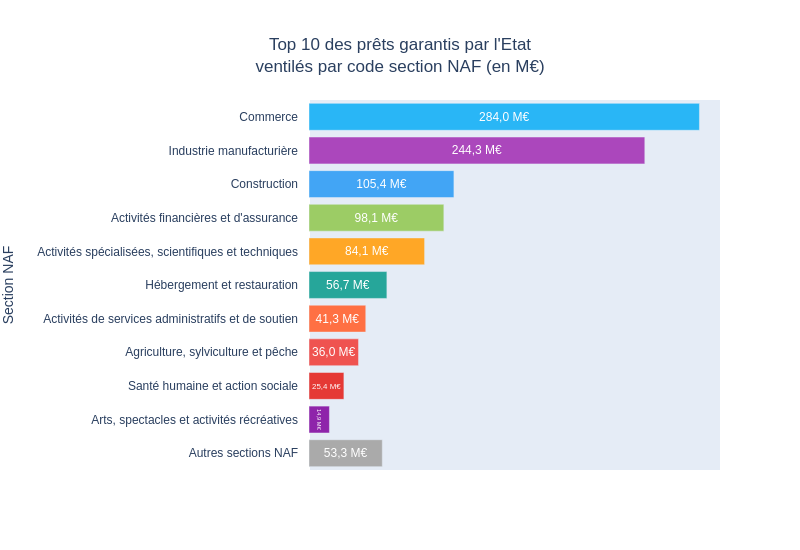 Top 10 des prêts garantis par l'Etat
ventilés par code section NAF (en M€)
Section NAF
Commerce 284,0 M€
Industrie manufacturière 244,3 M€
Construction 105,4 M€
Activités financières et d'assurance 98,1 M€
Activités spécialisées, scientifiques et techniques 84,1 M€
Hébergement et restauration 56,7 M€
Activités de services administratifs et de soutien 41,3 M€
Agriculture, sylviculture et pêche 36,0 M€
Santé humaine et action sociale 25,4 M€
Arts, spectacles et activités récréatives
Autres sections NAF 53,3 M€